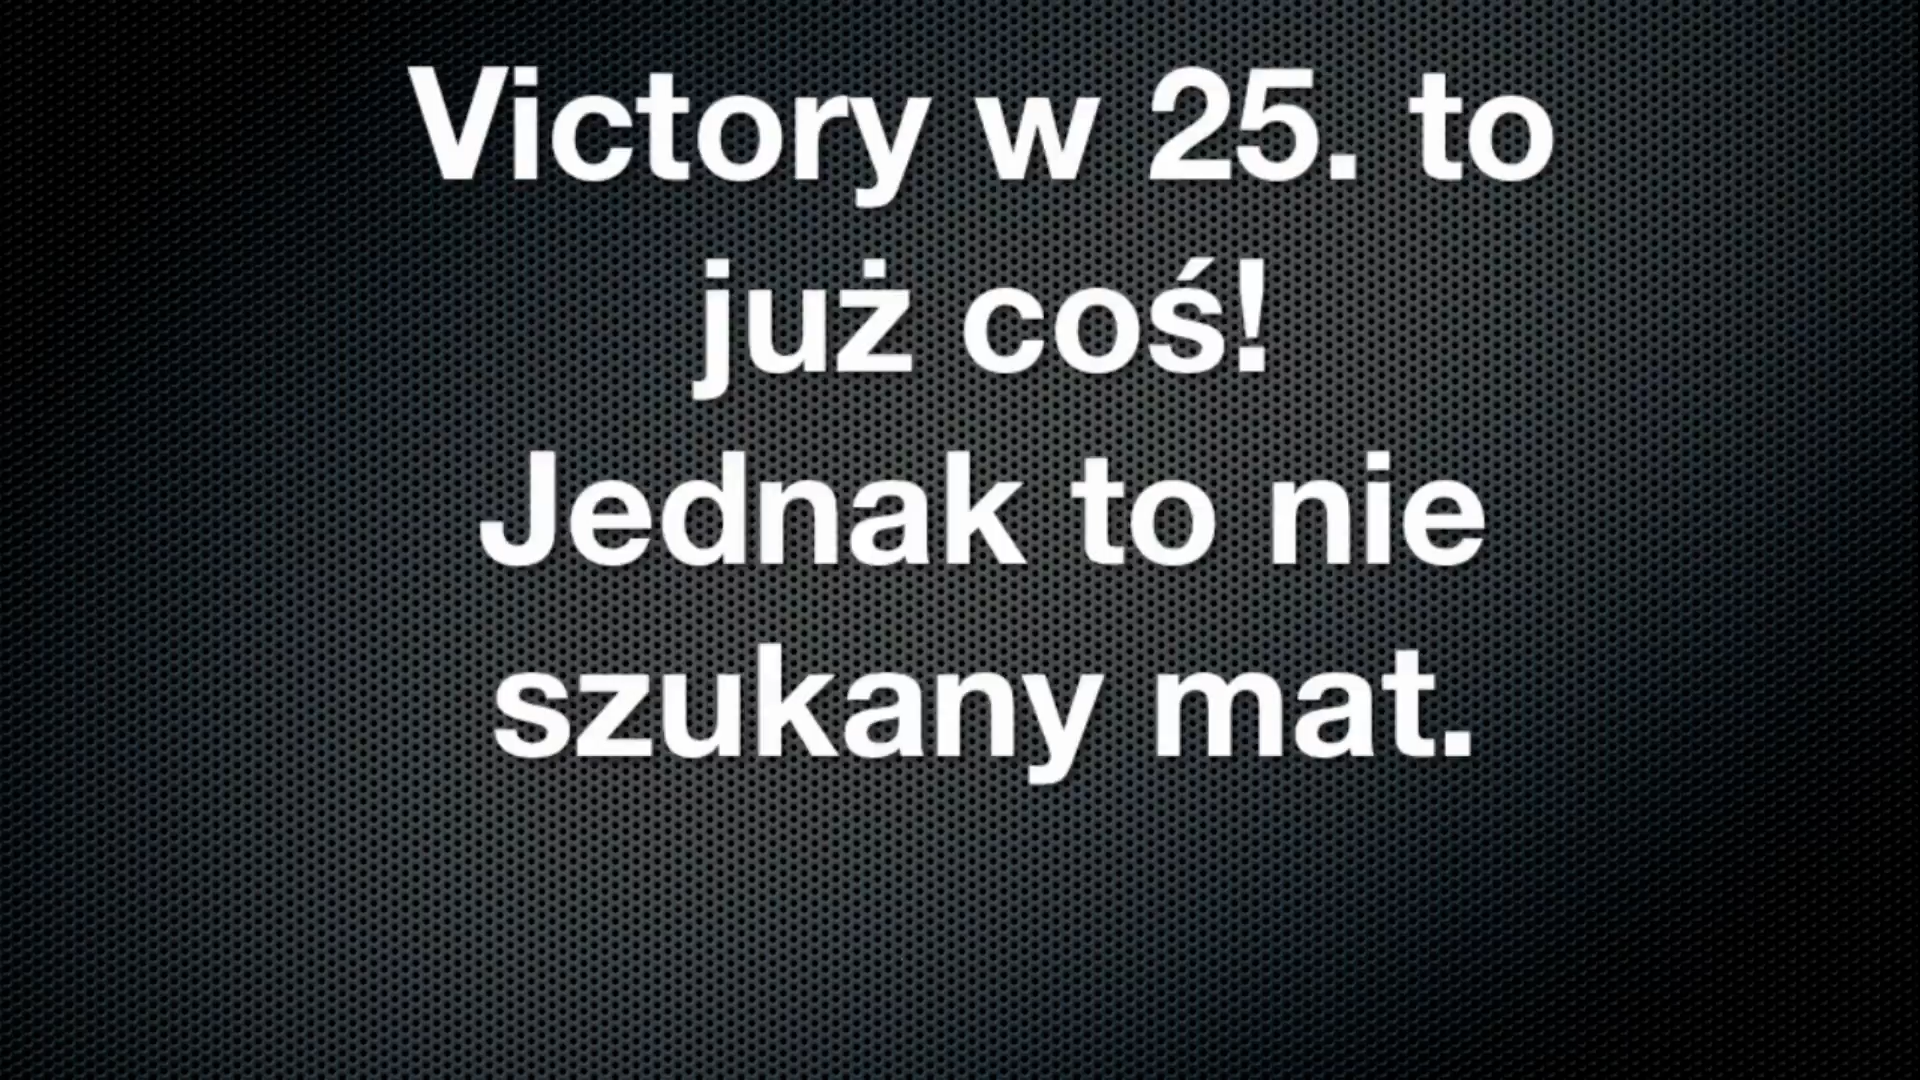 Victory w 25. to
już coś!
Jednak to nie
szukany mat.